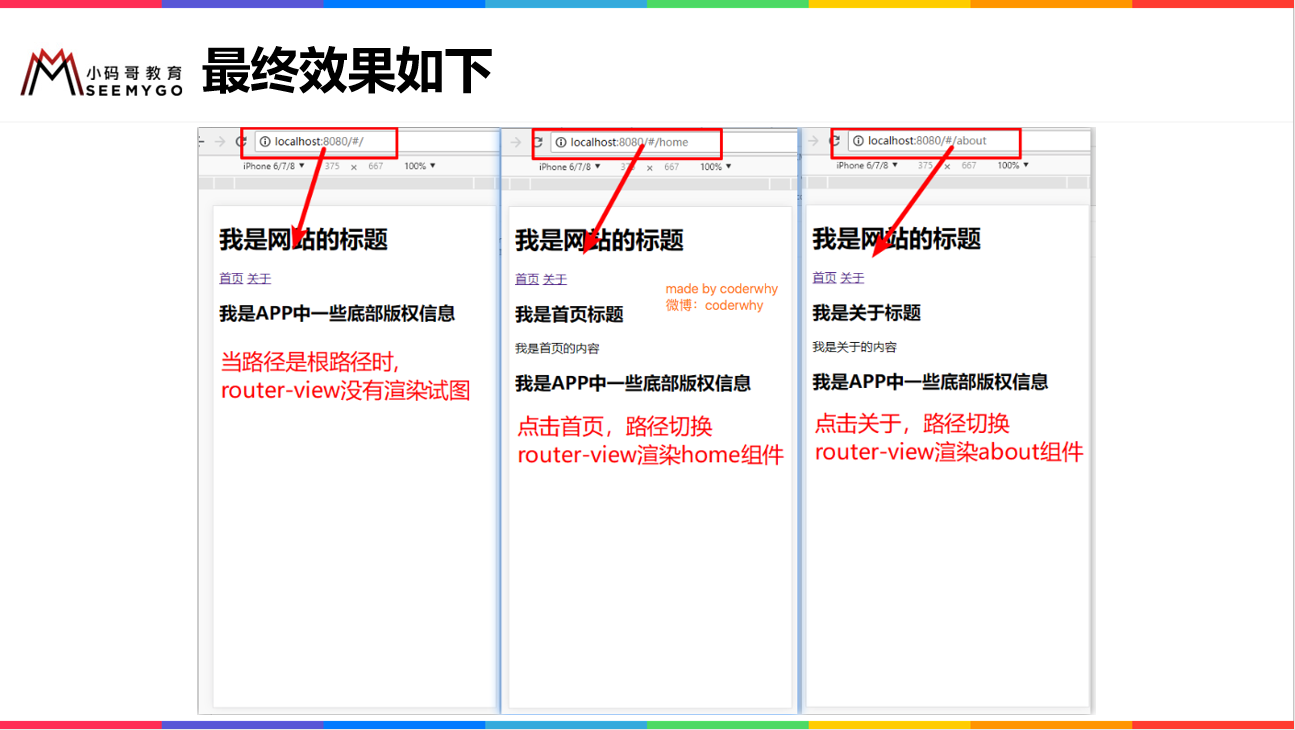 小码哥教育
SEEMYGO
最终效果如下
localhost:8080/#/
iPhone 6/7/8 ▼ 375 x 667 100% ▼
我是网站的标题
首页 关于
我是APP中一些底部版权信息
当路径是根路径时,
router-view没有渲染试图
localhost:8080/#/home
iPhone 6/7/8 ▼ 375 x 667 100% ▼
我是网站的标题
首页 关于
made by coderwhy
微博：coderwhy
我是首页标题
我是首页的内容
我是APP中一些底部版权信息
点击首页，路径切换
router-view渲染home组件
localhost:8080/#/about
iPhone 6/7/8 ▼ 375 x 667 100% ▼
我是网站的标题
首页 关于
我是关于标题
我是关于的内容
我是APP中一些底部版权信息
点击关于，路径切换
router-view渲染about组件